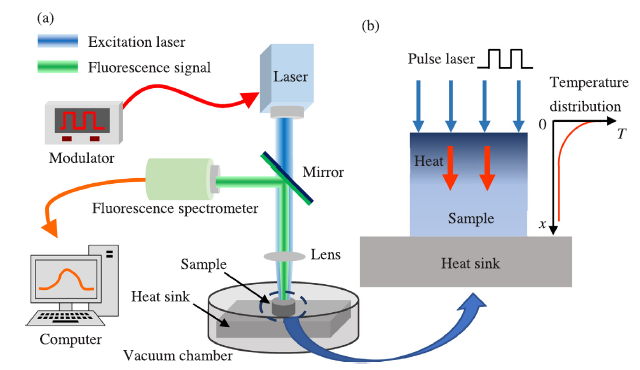 (a)
Excitation laser
Fluorescence signal
Laser
Modulator
Mirror
Fluorescence spectrometer
Lens
Sample
Heat sink
Computer
Vacuum chamber
(b)
Pulse laser
Temperature
distribution
0
T
Heat
Sample
x
Heat sink